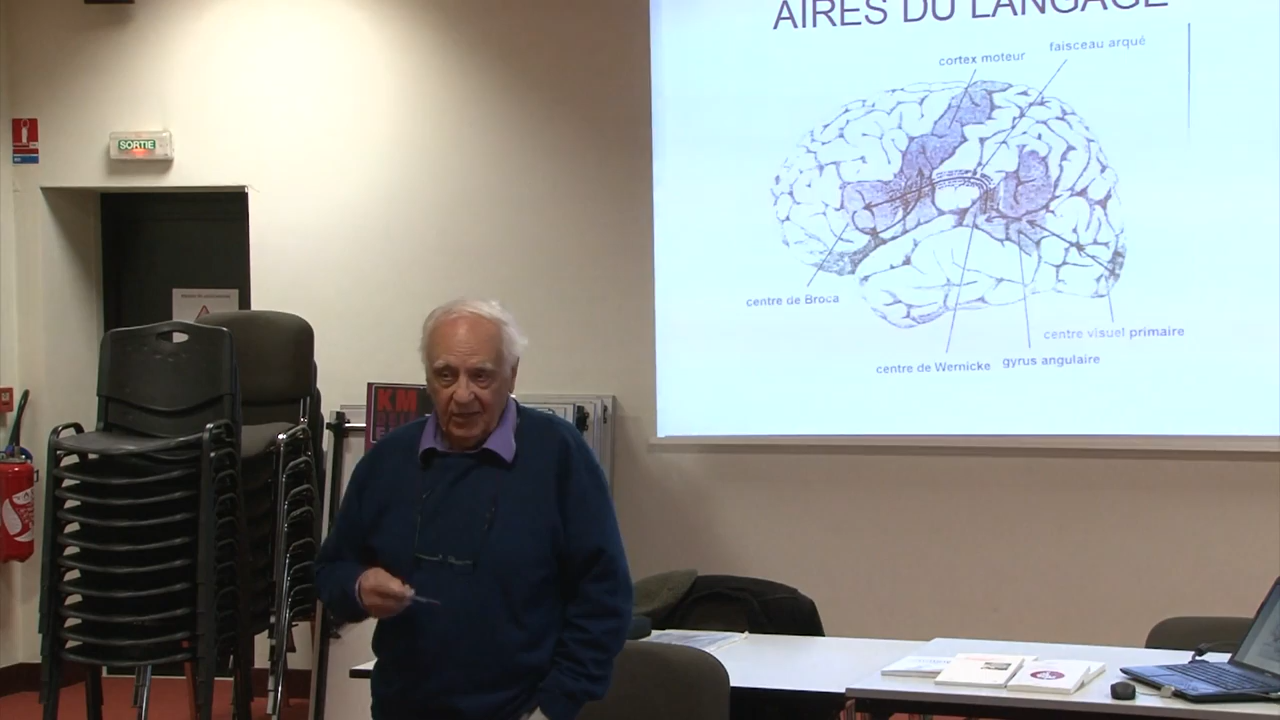 AIRES DU LANGAGE
faisceau arqué
cortex moteur
centre de Broca
centre visuel primaire
gyrus angulaire
centre de Wernicke
SORTIE
KM